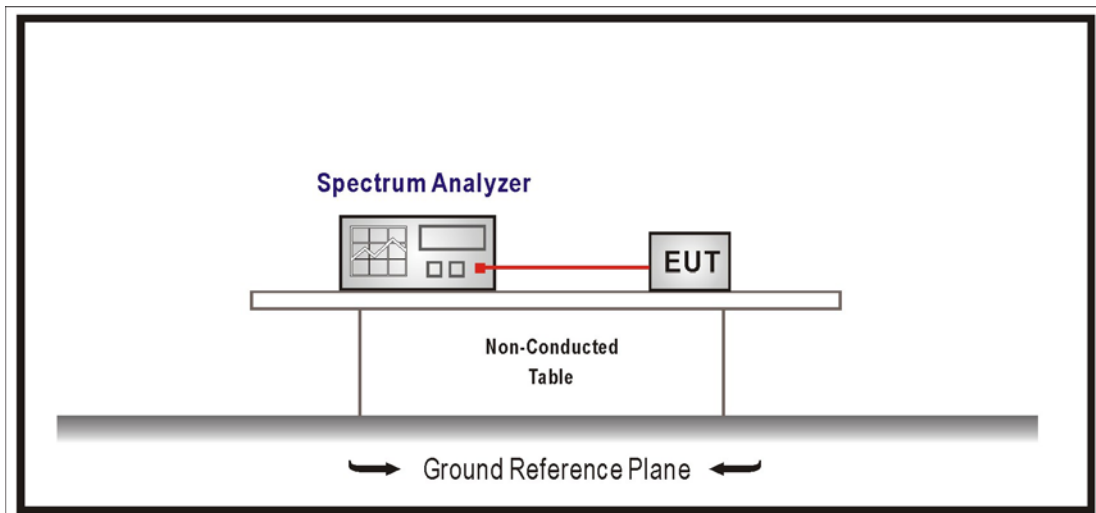 Spectrum Analyzer
EUT
Non-Conducted
Table
Ground Reference Plane